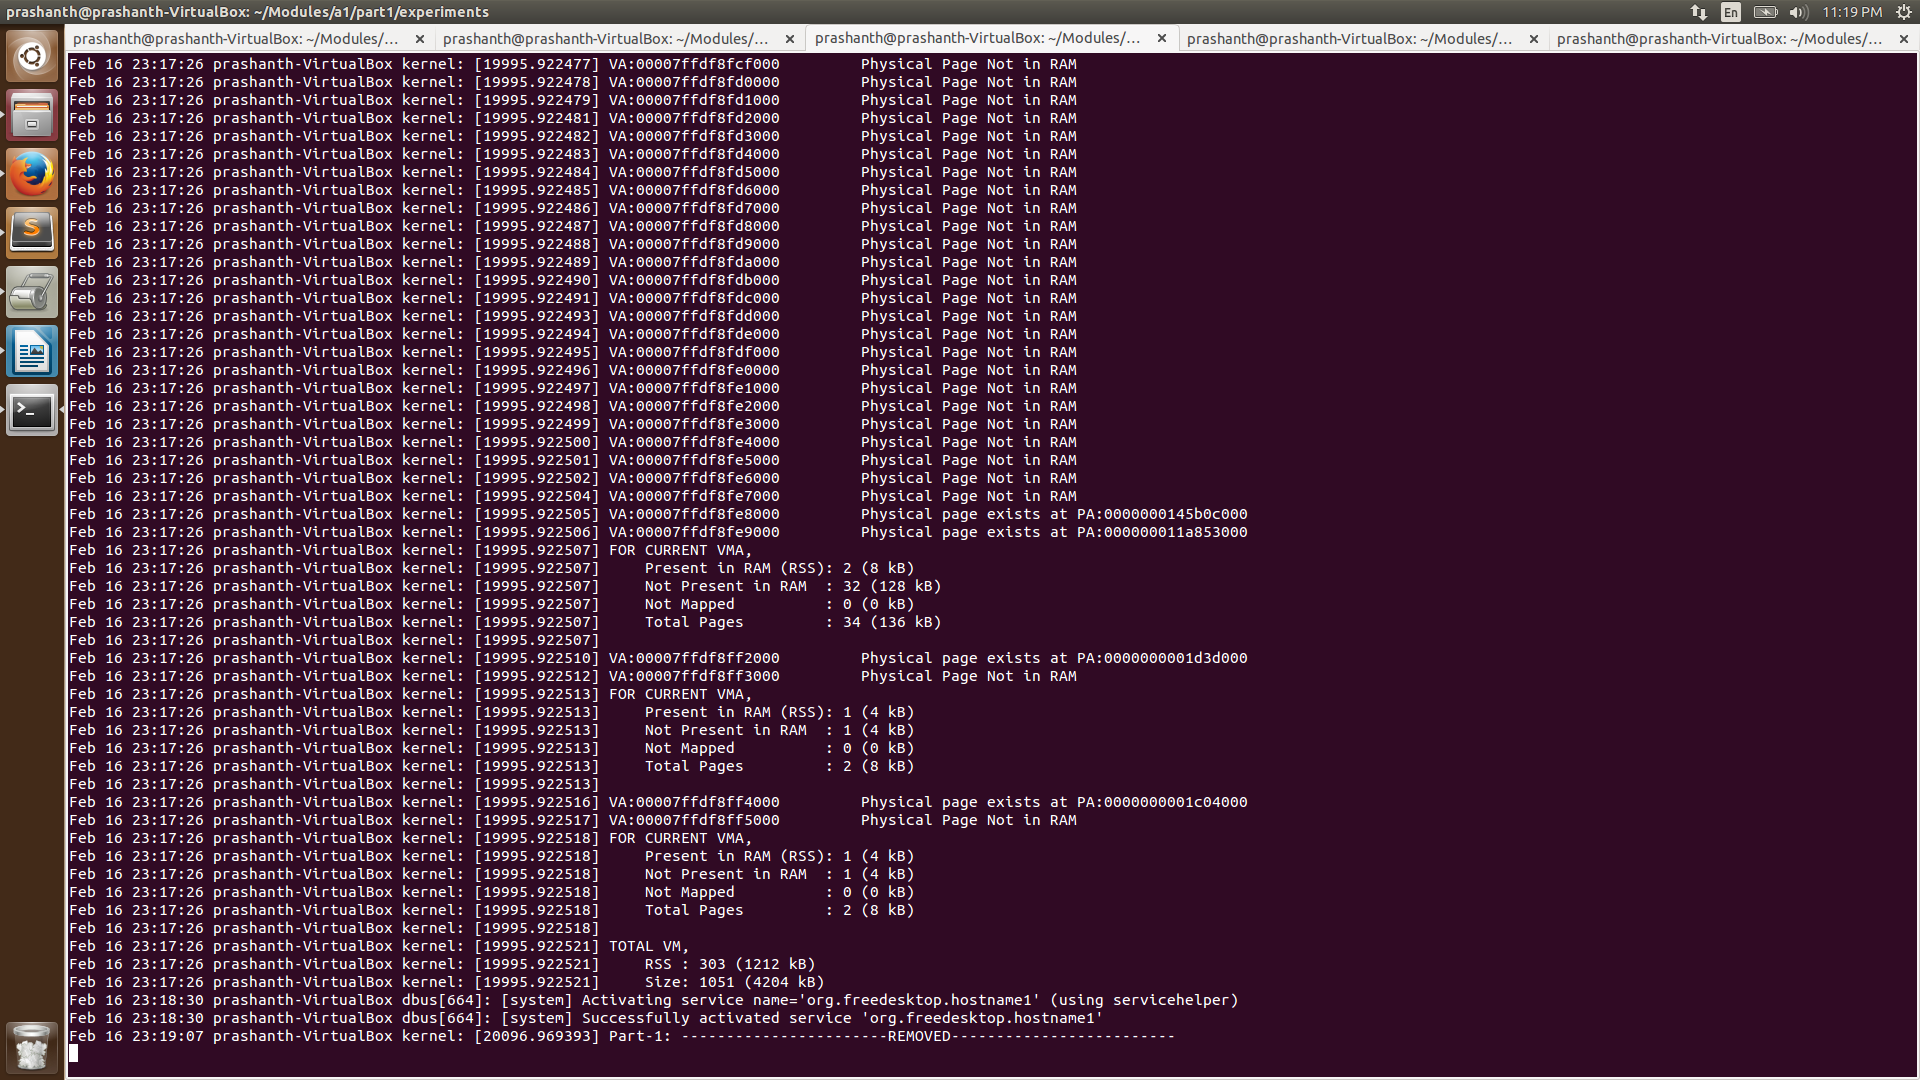 prashanth@prashanth-VirtualBox: ~/Modules/a1/part1/experiments
En
11:19 PM
prashanth@prashanth-VirtualBox: ~/Modules/... ×
prashanth@prashanth-VirtualBox: ~/Modules/... ×
prashanth@prashanth-VirtualBox: ~/Modules/... ×
prashanth@prashanth-VirtualBox: ~/Modules/... ×
prashanth@prashanth-VirtualBox: ~/Modules/... ×
Feb 16 23:17:26 prashanth-VirtualBox kernel: [19995.922477] VA:00007ffdf8fcf000         Physical Page Not in RAM
Feb 16 23:17:26 prashanth-VirtualBox kernel: [19995.922478] VA:00007ffdf8fd0000         Physical Page Not in RAM
Feb 16 23:17:26 prashanth-VirtualBox kernel: [19995.922479] VA:00007ffdf8fd1000         Physical Page Not in RAM
Feb 16 23:17:26 prashanth-VirtualBox kernel: [19995.922481] VA:00007ffdf8fd2000         Physical Page Not in RAM
Feb 16 23:17:26 prashanth-VirtualBox kernel: [19995.922482] VA:00007ffdf8fd3000         Physical Page Not in RAM
Feb 16 23:17:26 prashanth-VirtualBox kernel: [19995.922483] VA:00007ffdf8fd4000         Physical Page Not in RAM
Feb 16 23:17:26 prashanth-VirtualBox kernel: [19995.922484] VA:00007ffdf8fd5000         Physical Page Not in RAM
Feb 16 23:17:26 prashanth-VirtualBox kernel: [19995.922485] VA:00007ffdf8fd6000         Physical Page Not in RAM
Feb 16 23:17:26 prashanth-VirtualBox kernel: [19995.922486] VA:00007ffdf8fd7000         Physical Page Not in RAM
Feb 16 23:17:26 prashanth-VirtualBox kernel: [19995.922487] VA:00007ffdf8fd8000         Physical Page Not in RAM
Feb 16 23:17:26 prashanth-VirtualBox kernel: [19995.922488] VA:00007ffdf8fd9000         Physical Page Not in RAM
Feb 16 23:17:26 prashanth-VirtualBox kernel: [19995.922489] VA:00007ffdf8fda000         Physical Page Not in RAM
Feb 16 23:17:26 prashanth-VirtualBox kernel: [19995.922490] VA:00007ffdf8fdb000         Physical Page Not in RAM
Feb 16 23:17:26 prashanth-VirtualBox kernel: [19995.922491] VA:00007ffdf8fdc000         Physical Page Not in RAM
Feb 16 23:17:26 prashanth-VirtualBox kernel: [19995.922493] VA:00007ffdf8fdd000         Physical Page Not in RAM
Feb 16 23:17:26 prashanth-VirtualBox kernel: [19995.922494] VA:00007ffdf8fde000         Physical Page Not in RAM
Feb 16 23:17:26 prashanth-VirtualBox kernel: [19995.922495] VA:00007ffdf8fdf000         Physical Page Not in RAM
Feb 16 23:17:26 prashanth-VirtualBox kernel: [19995.922496] VA:00007ffdf8fe0000         Physical Page Not in RAM
Feb 16 23:17:26 prashanth-VirtualBox kernel: [19995.922497] VA:00007ffdf8fe1000         Physical Page Not in RAM
Feb 16 23:17:26 prashanth-VirtualBox kernel: [19995.922498] VA:00007ffdf8fe2000         Physical Page Not in RAM
Feb 16 23:17:26 prashanth-VirtualBox kernel: [19995.922499] VA:00007ffdf8fe3000         Physical Page Not in RAM
Feb 16 23:17:26 prashanth-VirtualBox kernel: [19995.922500] VA:00007ffdf8fe4000         Physical Page Not in RAM
Feb 16 23:17:26 prashanth-VirtualBox kernel: [19995.922501] VA:00007ffdf8fe5000         Physical Page Not in RAM
Feb 16 23:17:26 prashanth-VirtualBox kernel: [19995.922502] VA:00007ffdf8fe6000         Physical Page Not in RAM
Feb 16 23:17:26 prashanth-VirtualBox kernel: [19995.922504] VA:00007ffdf8fe7000         Physical Page Not in RAM
Feb 16 23:17:26 prashanth-VirtualBox kernel: [19995.922505] VA:00007ffdf8fe8000         Physical page exists at PA:0000000145b0c000
Feb 16 23:17:26 prashanth-VirtualBox kernel: [19995.922506] VA:00007ffdf8fe9000         Physical page exists at PA:000000011a853000
Feb 16 23:17:26 prashanth-VirtualBox kernel: [19995.922507] FOR CURRENT VMA,
Feb 16 23:17:26 prashanth-VirtualBox kernel: [19995.922507]     Present in RAM (RSS): 2 (8 kB)
Feb 16 23:17:26 prashanth-VirtualBox kernel: [19995.922507]     Not Present in RAM  : 32 (128 kB)
Feb 16 23:17:26 prashanth-VirtualBox kernel: [19995.922507]     Not Mapped          : 0 (0 kB)
Feb 16 23:17:26 prashanth-VirtualBox kernel: [19995.922507]     Total Pages         : 34 (136 kB)
Feb 16 23:17:26 prashanth-VirtualBox kernel: [19995.922507]
Feb 16 23:17:26 prashanth-VirtualBox kernel: [19995.922510] VA:00007ffdf8ff2000         Physical page exists at PA:0000000001d3d000
Feb 16 23:17:26 prashanth-VirtualBox kernel: [19995.922512] VA:00007ffdf8ff3000         Physical Page Not in RAM
Feb 16 23:17:26 prashanth-VirtualBox kernel: [19995.922513] FOR CURRENT VMA,
Feb 16 23:17:26 prashanth-VirtualBox kernel: [19995.922513]     Present in RAM (RSS): 1 (4 kB)
Feb 16 23:17:26 prashanth-VirtualBox kernel: [19995.922513]     Not Present in RAM  : 1 (4 kB)
Feb 16 23:17:26 prashanth-VirtualBox kernel: [19995.922513]     Not Mapped          : 0 (0 kB)
Feb 16 23:17:26 prashanth-VirtualBox kernel: [19995.922513]     Total Pages         : 2 (8 kB)
Feb 16 23:17:26 prashanth-VirtualBox kernel: [19995.922513]
Feb 16 23:17:26 prashanth-VirtualBox kernel: [19995.922516] VA:00007ffdf8ff4000         Physical page exists at PA:0000000001c04000
Feb 16 23:17:26 prashanth-VirtualBox kernel: [19995.922517] VA:00007ffdf8ff5000         Physical Page Not in RAM
Feb 16 23:17:26 prashanth-VirtualBox kernel: [19995.922518] FOR CURRENT VMA,
Feb 16 23:17:26 prashanth-VirtualBox kernel: [19995.922518]     Present in RAM (RSS): 1 (4 kB)
Feb 16 23:17:26 prashanth-VirtualBox kernel: [19995.922518]     Not Present in RAM  : 1 (4 kB)
Feb 16 23:17:26 prashanth-VirtualBox kernel: [19995.922518]     Not Mapped          : 0 (0 kB)
Feb 16 23:17:26 prashanth-VirtualBox kernel: [19995.922518]     Total Pages         : 2 (8 kB)
Feb 16 23:17:26 prashanth-VirtualBox kernel: [19995.922518]
Feb 16 23:17:26 prashanth-VirtualBox kernel: [19995.922521] TOTAL VM,
Feb 16 23:17:26 prashanth-VirtualBox kernel: [19995.922521]     RSS : 303 (1212 kB)
Feb 16 23:17:26 prashanth-VirtualBox kernel: [19995.922521]     Size: 1051 (4204 kB)
Feb 16 23:18:30 prashanth-VirtualBox dbus[664]: [system] Activating service name='org.freedesktop.hostname1' (using servicehelper)
Feb 16 23:18:30 prashanth-VirtualBox dbus[664]: [system] Successfully activated service 'org.freedesktop.hostname1'
Feb 16 23:19:07 prashanth-VirtualBox kernel: [20096.969393] Part-1: -----------------------REMOVED-------------------------